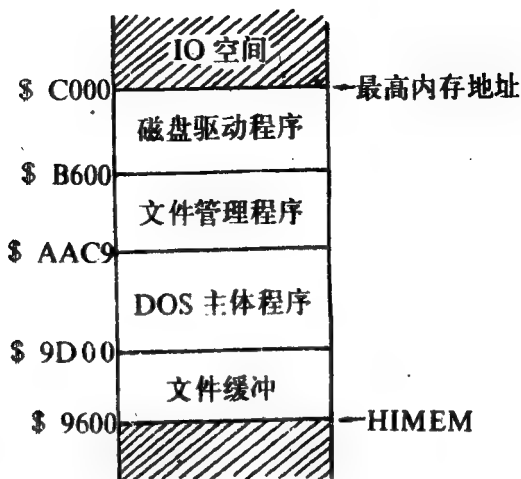 IO 空间
$ C000
最高内存地址
磁盘驱动程序
$ B600
文件管理程序
$ AAC9
DOS 主体程序
$ 9D00
文件缓冲
$ 9600
HIMEM